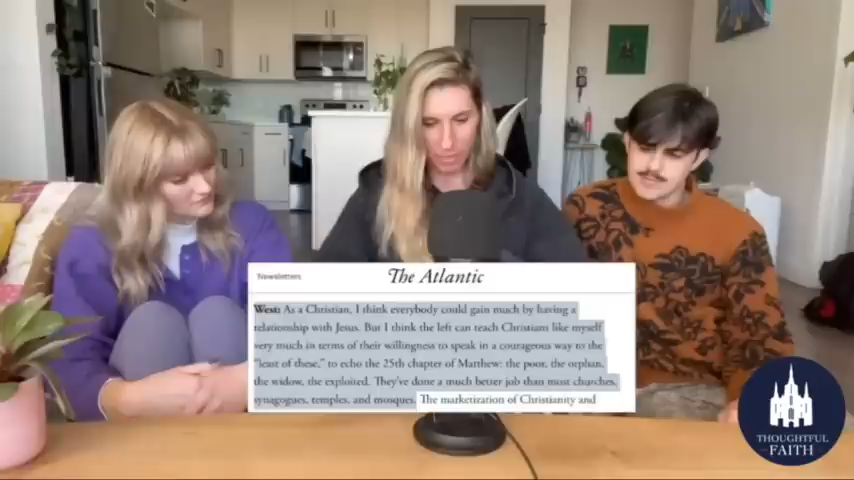 Newsletters
The Atlantic
West: As a Christian, I think everybody could gain much by having a
relationship with Jesus. But I think the left can teach Christians like myself
very much in terms of their willingness to speak in a courageous way to the
"least of these," to echo the 25th chapter of Matthew: the poor, the orphan,
the widow, the exploited. They've done a much better job than most churches,
synagogues, temples, and mosques. The marketization of Christianity and
THOUGHTFUL
FAITH